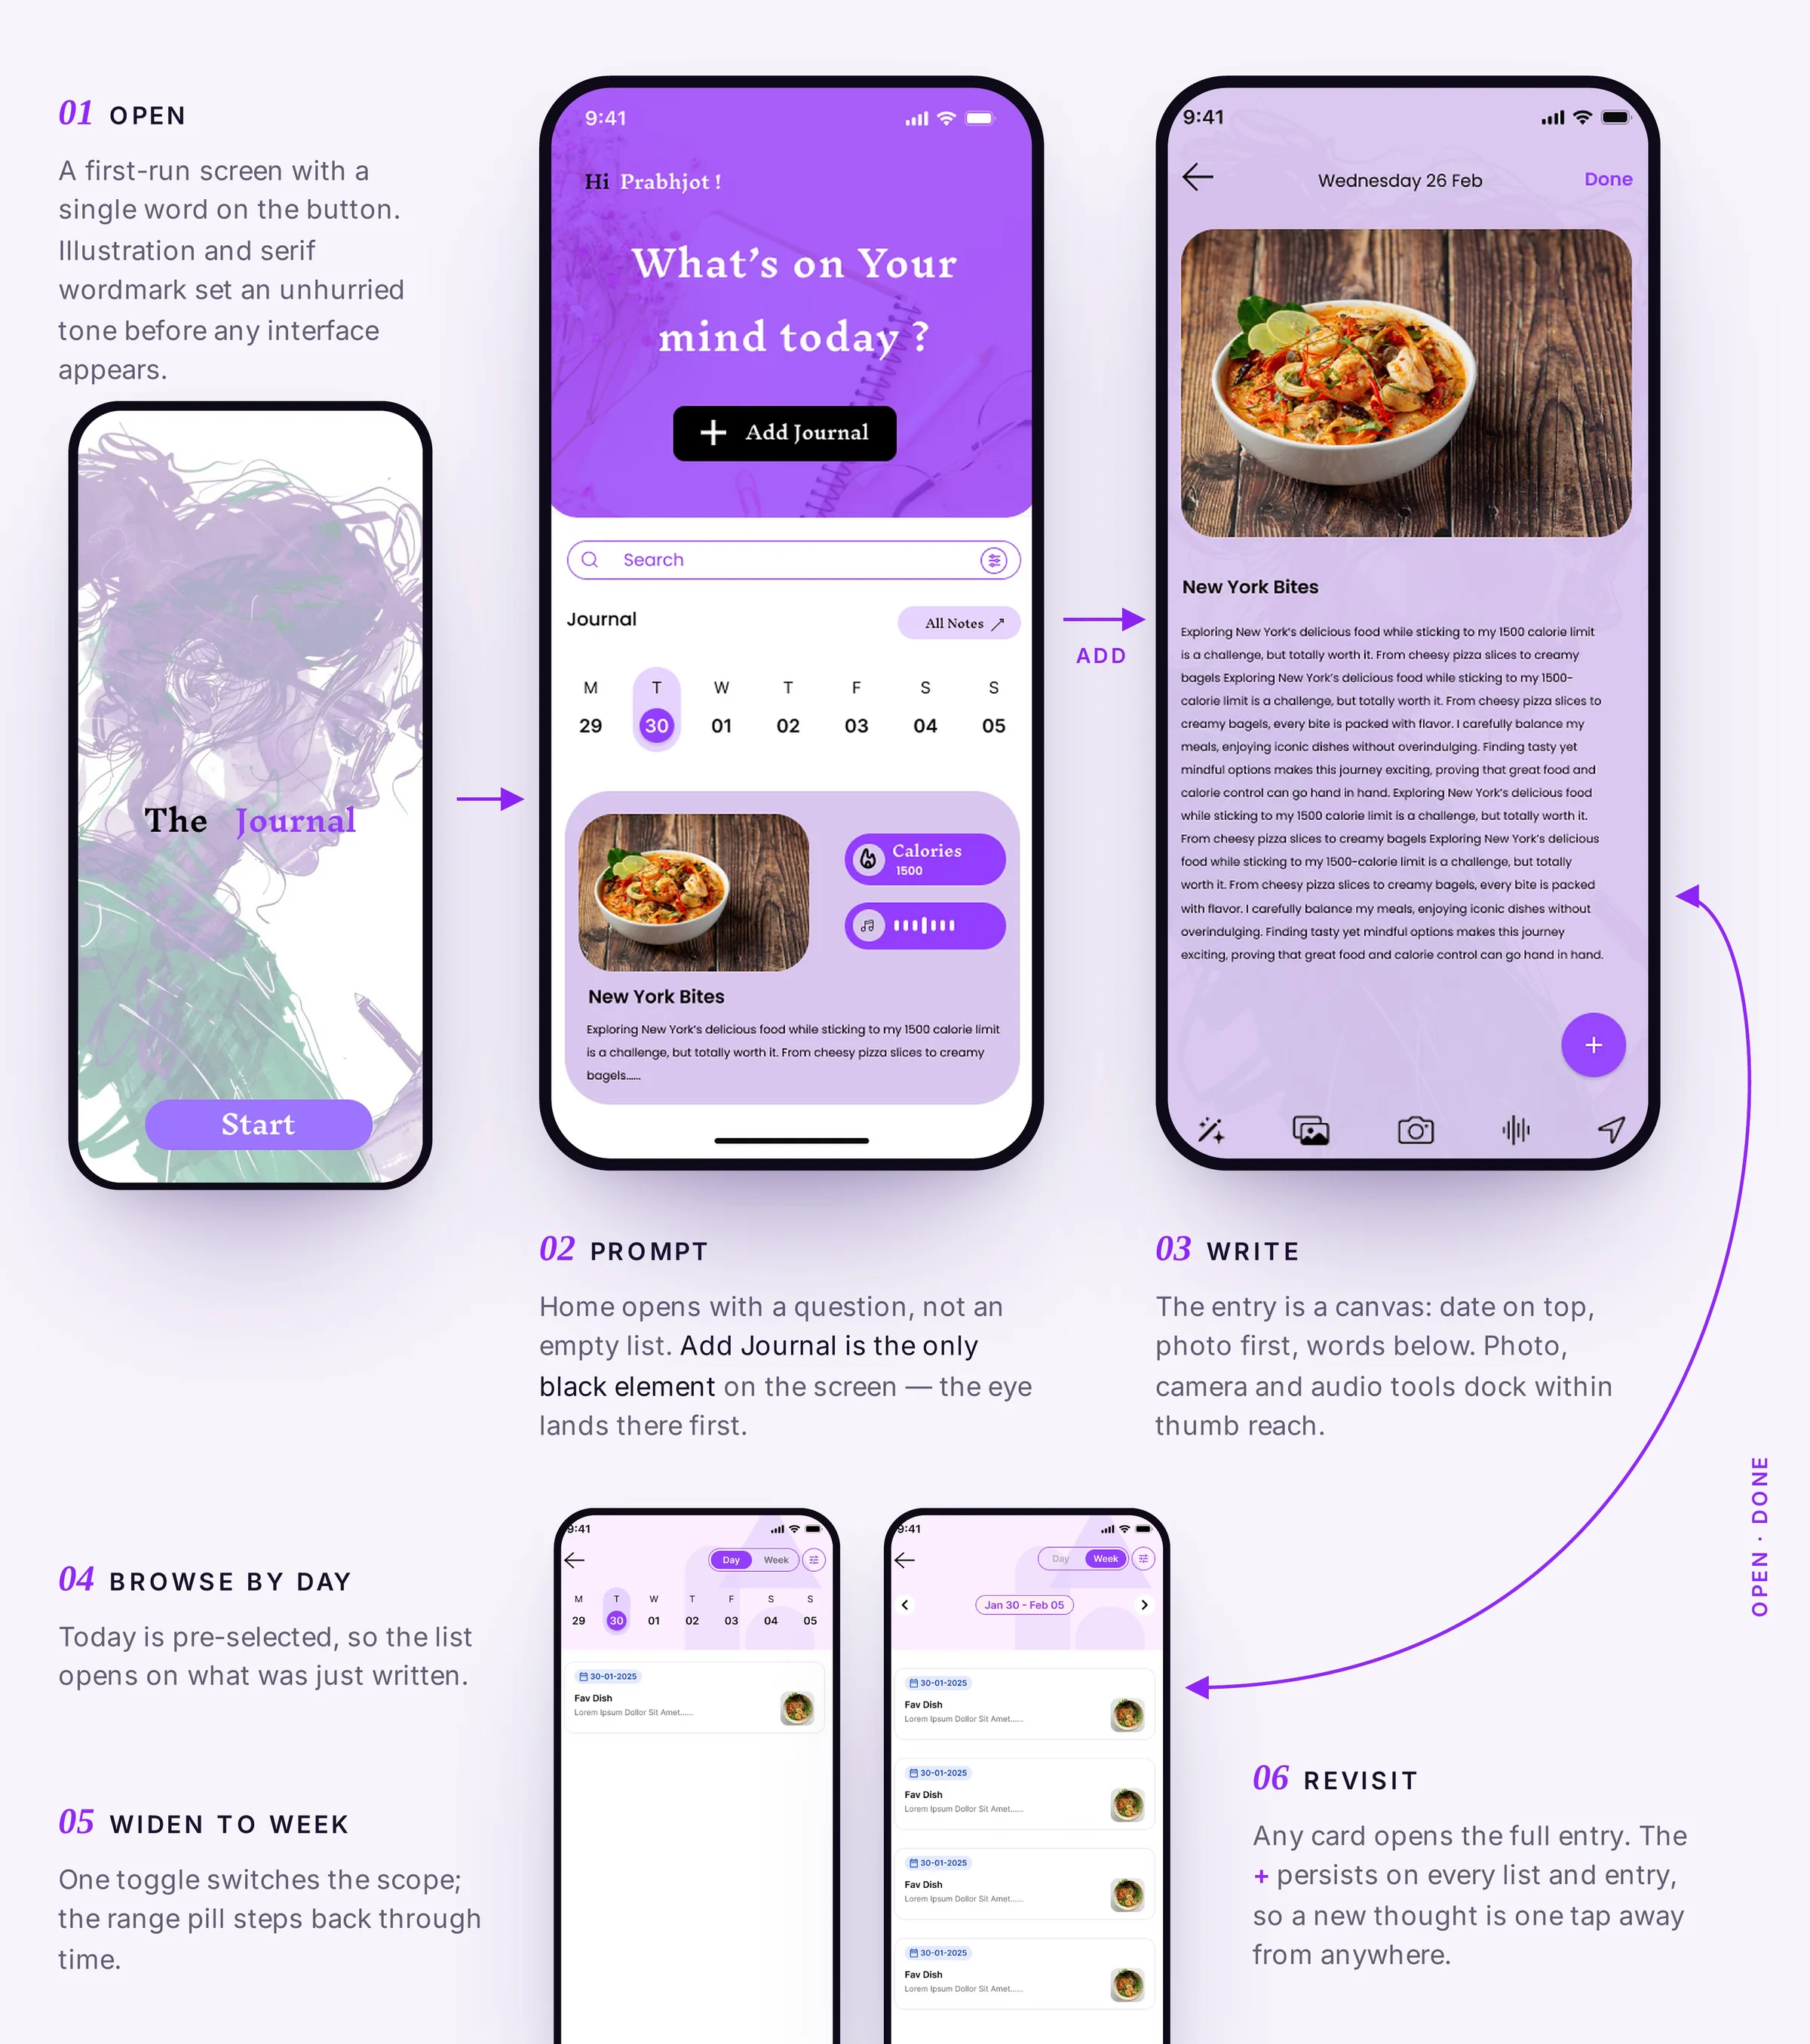 01 OPEN
A first-run screen with a
single word on the button.
Illustration and serif
wordmark set an unhurried
tone before any interface
appears.
The Journal
Start
9:41
Hi Prabhjot !
What’s on Your
mind today ?
+ Add Journal
Search
Journal
All Notes
M T W T F S S
29 30 01 02 03 04 05
Calories
1500
New York Bites
Exploring New York’s delicious food while sticking to my 1500 calorie limit
is a challenge, but totally worth it. From cheesy pizza slices to creamy
bagels......
ADD
9:41
Wednesday 26 Feb
Done
New York Bites
Exploring New York’s delicious food while sticking to my 1500 calorie limit
is a challenge, but totally worth it. From cheesy pizza slices to creamy
bagels Exploring New York’s delicious food while sticking to my 1500-
calorie limit is a challenge, but totally worth it. From cheesy pizza slices to
creamy bagels, every bite is packed with flavor. I carefully balance my
meals, enjoying iconic dishes without overindulging. Finding tasty yet
mindful options makes this journey exciting, proving that great food and
calorie control can go hand in hand. Exploring New York’s delicious food
while sticking to my 1500 calorie limit is a challenge, but totally worth it.
From cheesy pizza slices to creamy bagels Exploring New York’s delicious
food while sticking to my 1500-calorie limit is a challenge, but totally
worth it. From cheesy pizza slices to creamy bagels, every bite is packed
with flavor. I carefully balance my meals, enjoying iconic dishes without
overindulging. Finding tasty yet mindful options makes this journey
exciting, proving that great food and calorie control can go hand in hand.
+
02 PROMPT
Home opens with a question, not an
empty list. Add Journal is the only
black element on the screen — the eye
lands there first.
03 WRITE
The entry is a canvas: date on top,
photo first, words below. Photo,
camera and audio tools dock within
thumb reach.
OPEN · DONE
04 BROWSE BY DAY
Today is pre-selected, so the list
opens on what was just written.
05 WIDEN TO WEEK
One toggle switches the scope;
the range pill steps back through
time.
9:41
Day Week
M T W T F S S
29 30 01 02 03 04 05
30-01-2025
Fav Dish
Lorem Ipsum Dollor Sit Amet......
9:41
Day Week
Jan 30 - Feb 05
30-01-2025
Fav Dish
Lorem Ipsum Dollor Sit Amet......
30-01-2025
Fav Dish
Lorem Ipsum Dollor Sit Amet......
30-01-2025
Fav Dish
Lorem Ipsum Dollor Sit Amet......
30-01-2025
Fav Dish
Lorem Ipsum Dollor Sit Amet......
06 REVISIT
Any card opens the full entry. The
+ persists on every list and entry,
so a new thought is one tap away
from anywhere.